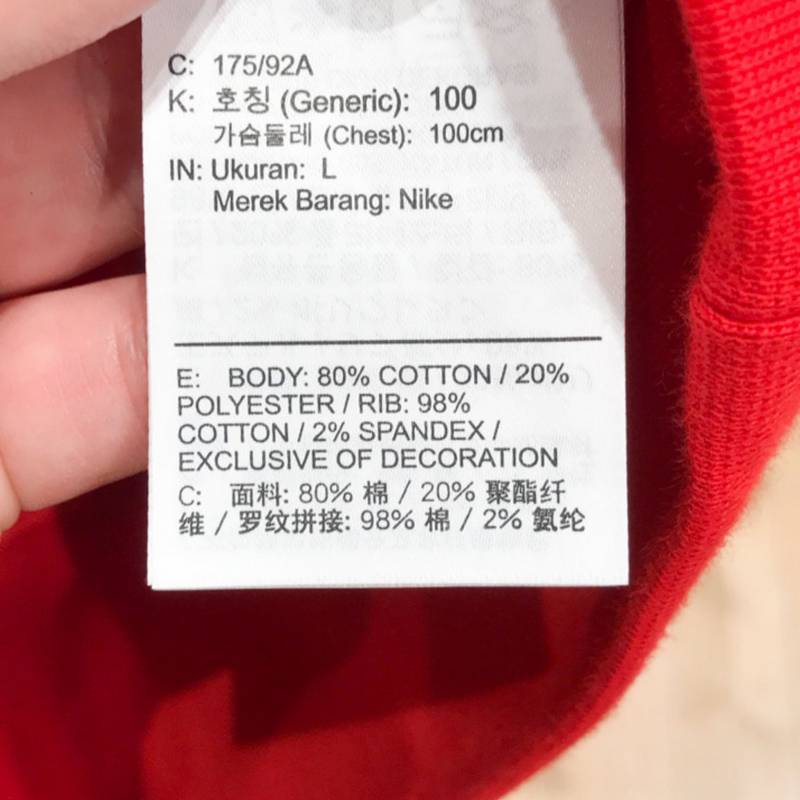 C: 175/92A
K: 호칭 (Generic): 100
가슴둘레 (Chest): 100cm
IN: Ukuran: L
Merek Barang: Nike
E: BODY: 80% COTTON / 20%
POLYESTER / RIB: 98%
COTTON / 2% SPANDEX /
EXCLUSIVE OF DECORATION
C: 面料: 80% 棉 / 20% 聚酯纤
维 / 罗纹拼接: 98% 棉 / 2% 氨纶